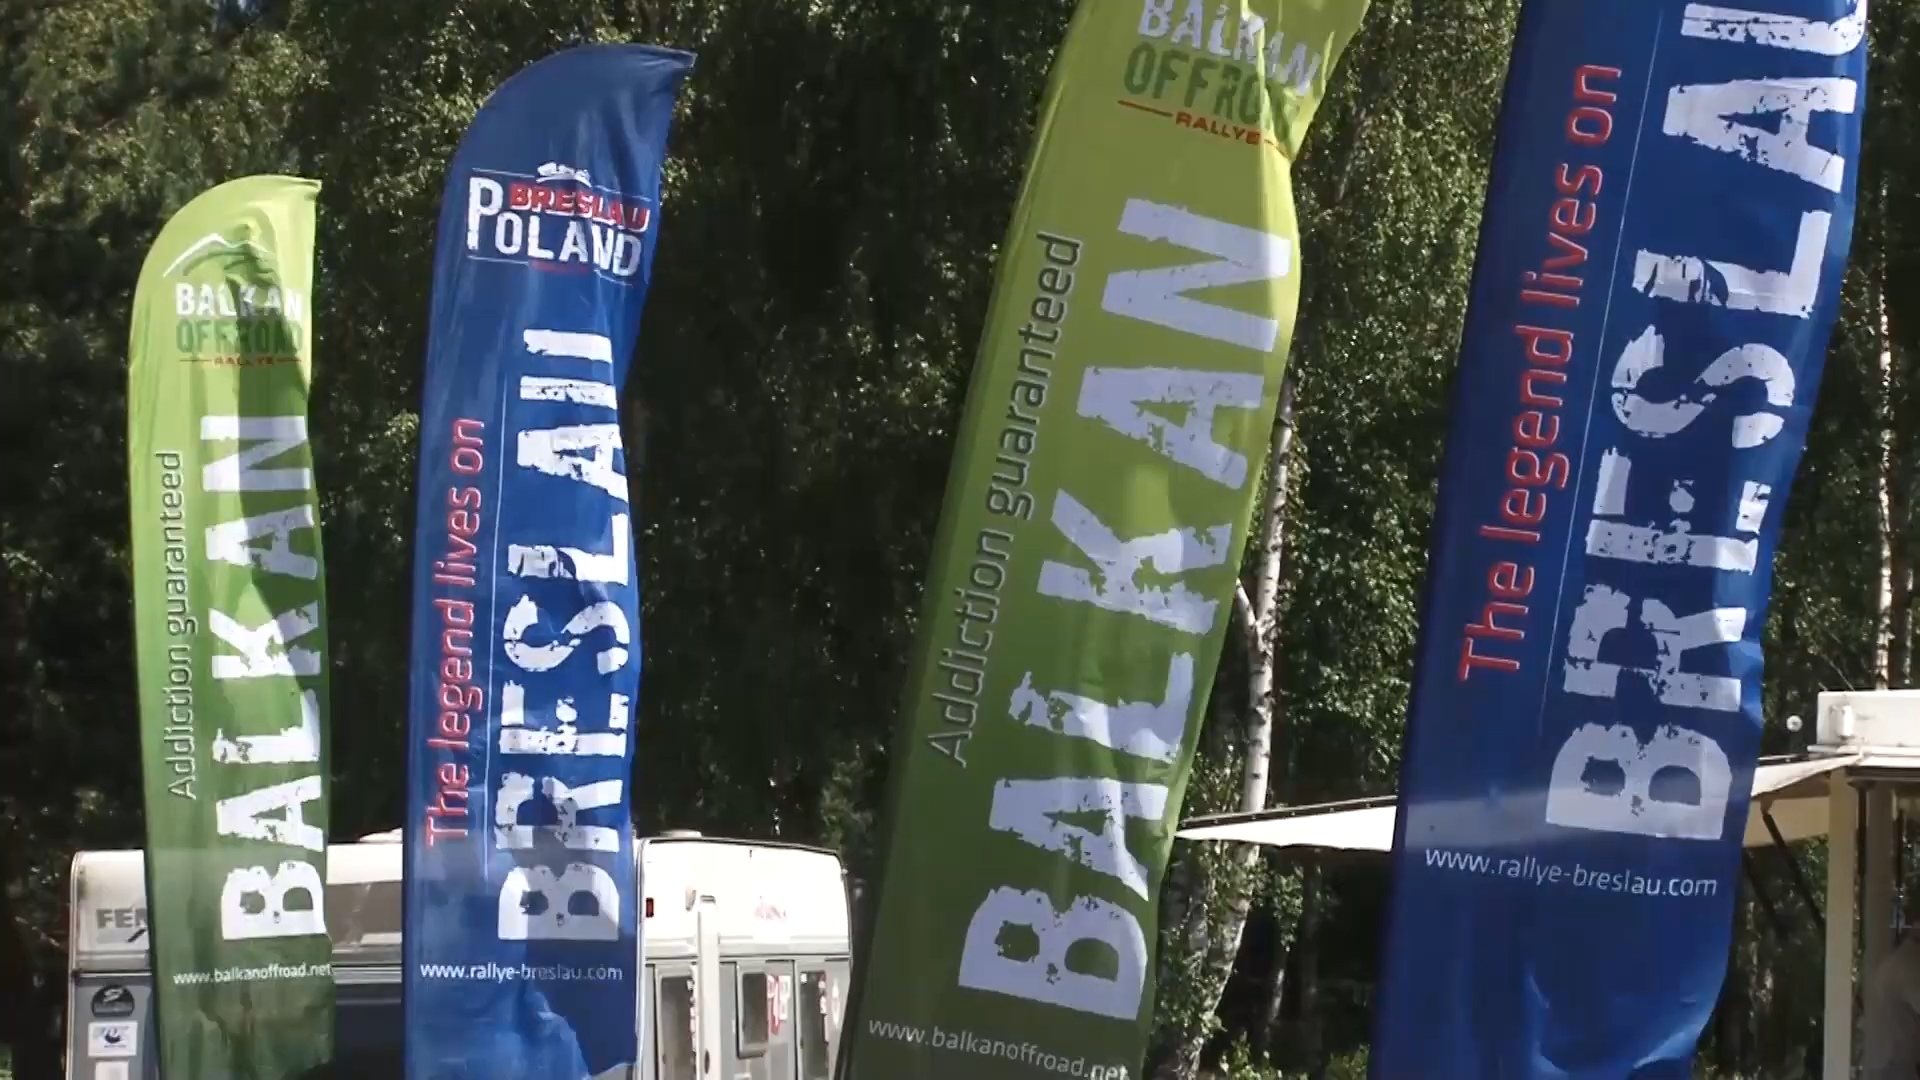 BALKAN
OFFROAD
RALLYE
Addiction guaranteed
BALKAN
www.balkanoffroad.net
BRESLAU
POLAND
The legend lives on
BRESLAU
www.rallye-breslau.com
BALKAN
OFFROAD
RALLYE
Addiction guaranteed
BALKAN
www.balkanoffroad.net
The legend lives on
BRESLAU
www.rallye-breslau.com